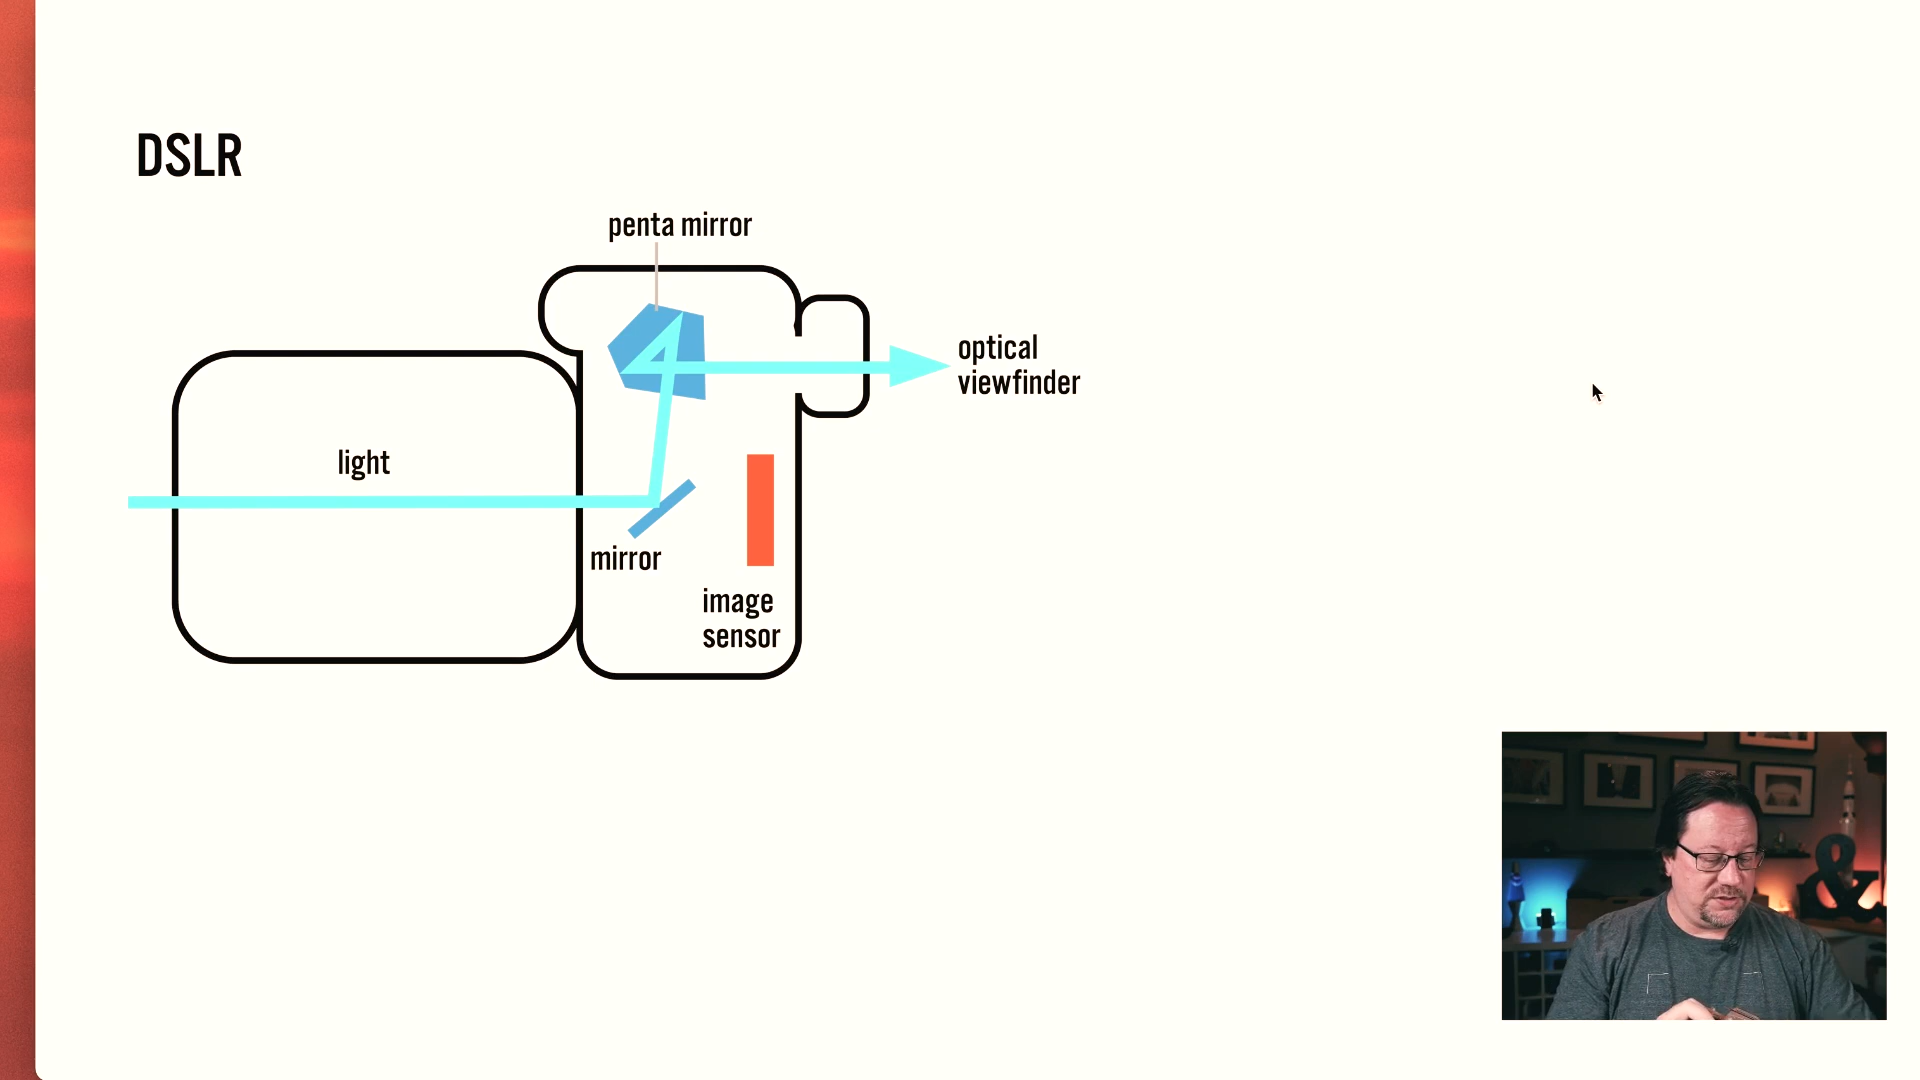 DSLR
penta mirror
optical
viewfinder
light
mirror
image
sensor
&